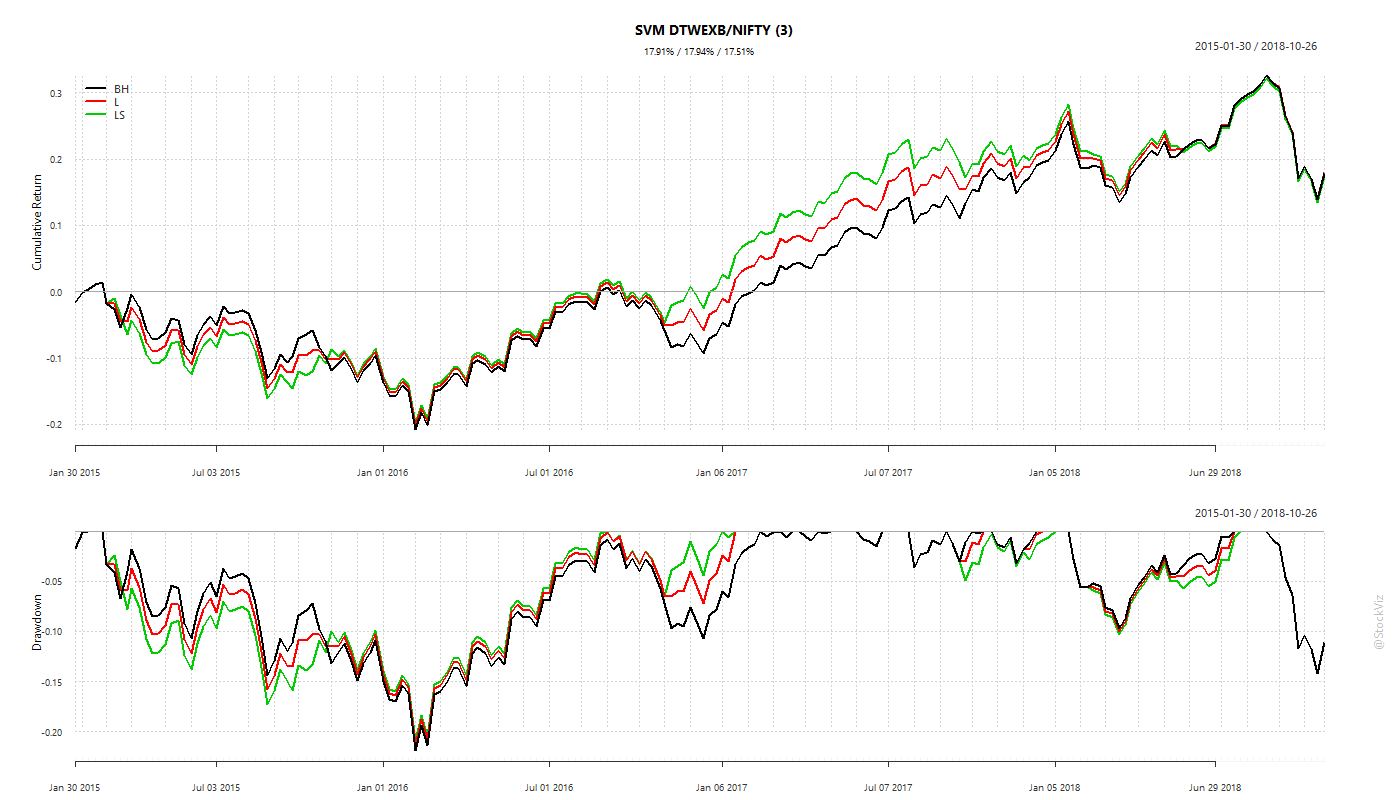 SVM DTWEXB/NIFTY (3)
17.91% / 17.94% / 17.51%
2015-01-30 / 2018-10-26
BH
L
LS
Cumulative Return
0.3
0.2
0.1
0.0
-0.1
-0.2
Jan 30 2015
Jul 03 2015
Jan 01 2016
Jul 01 2016
Jan 06 2017
Jul 07 2017
Jan 05 2018
Jun 29 2018
2015-01-30 / 2018-10-26
Drawdown
-0.05
-0.10
-0.15
-0.20
Jan 30 2015
Jul 03 2015
Jan 01 2016
Jul 01 2016
Jan 06 2017
Jul 07 2017
Jan 05 2018
Jun 29 2018
@StockViz